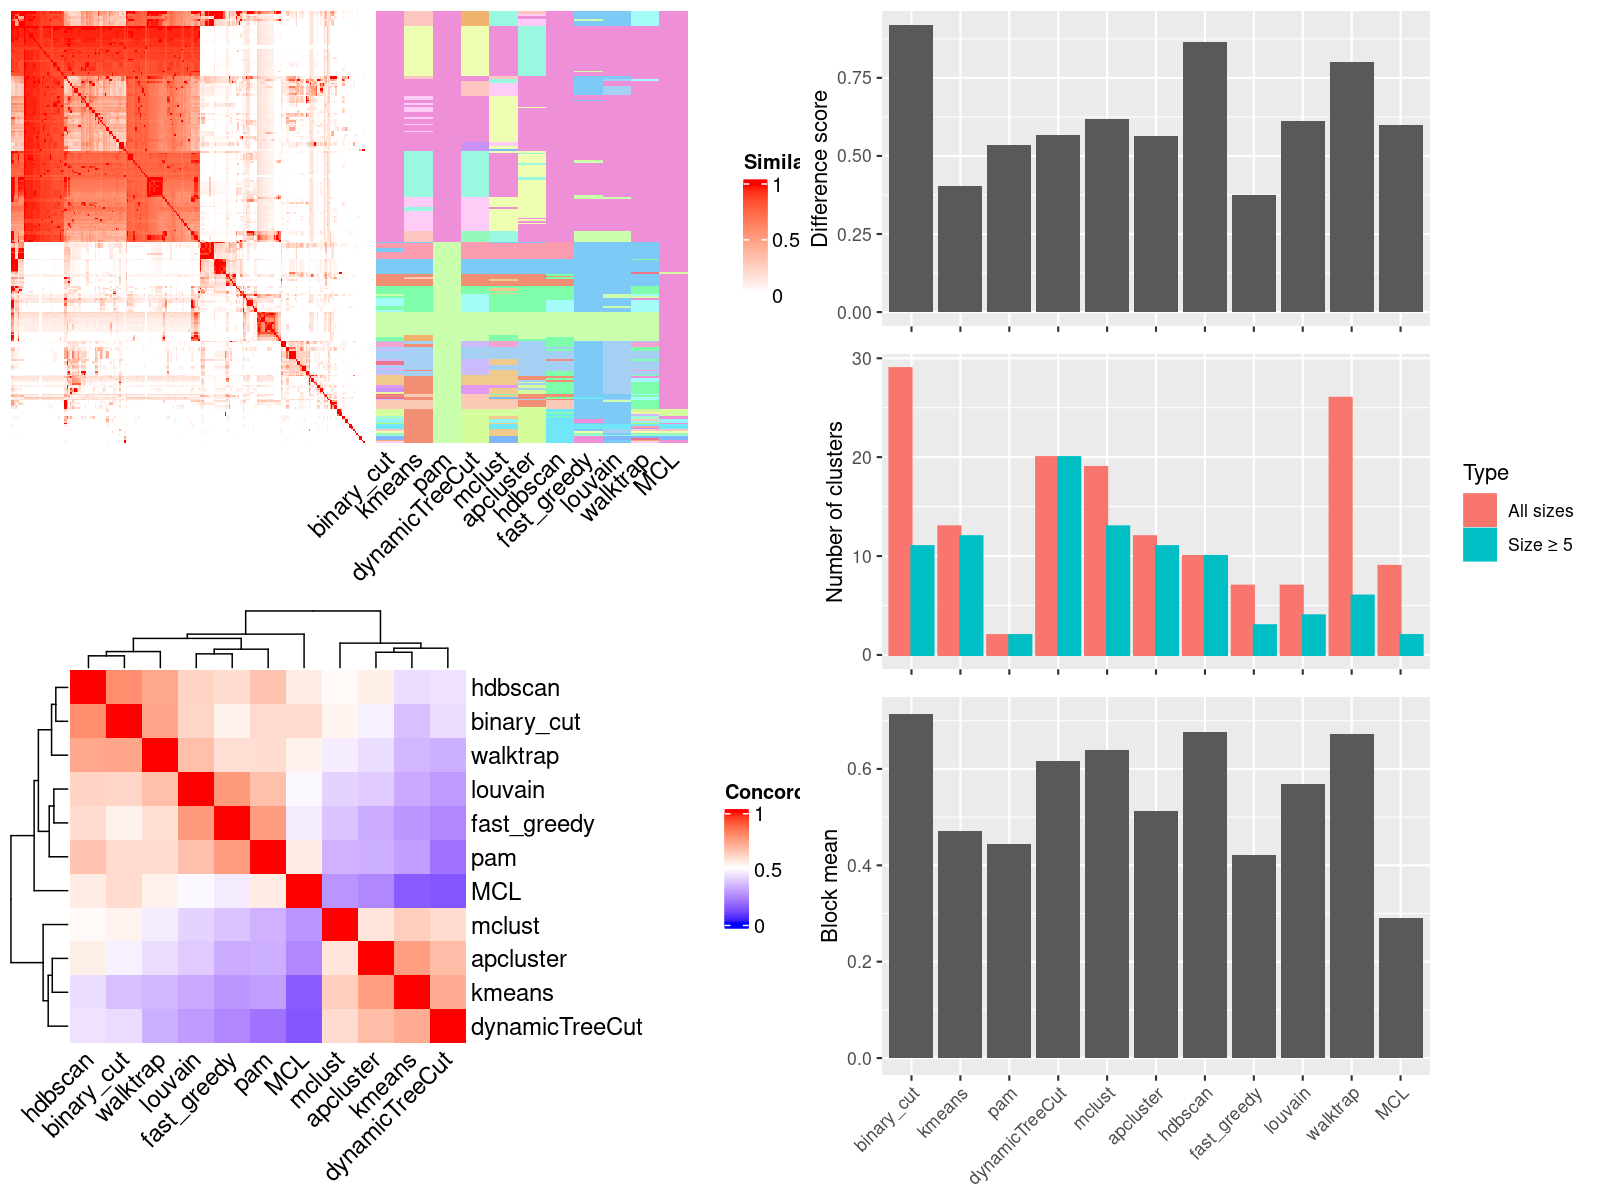 Simila
1
0.5
0
binary_cut
kmeans
pam
dynamicTreeCut
mclust
apcluster
hdbscan
fast_greedy
louvain
walktrap
MCL
hdbscan
binary_cut
walktrap
louvain
fast_greedy
pam
MCL
mclust
apcluster
kmeans
dynamicTreeCut
hdbscan
binary_cut
walktrap
louvain
fast_greedy
pam
MCL
mclust
apcluster
kmeans
dynamicTreeCut
Concord
1
0.5
0
Difference score
0.75
0.50
0.25
0.00
Number of clusters
30
20
10
0
Type
All sizes
Size ≥ 5
Block mean
0.6
0.4
0.2
0.0
binary_cut
kmeans
pam
dynamicTreeCut
mclust
apcluster
hdbscan
fast_greedy
louvain
walktrap
MCL